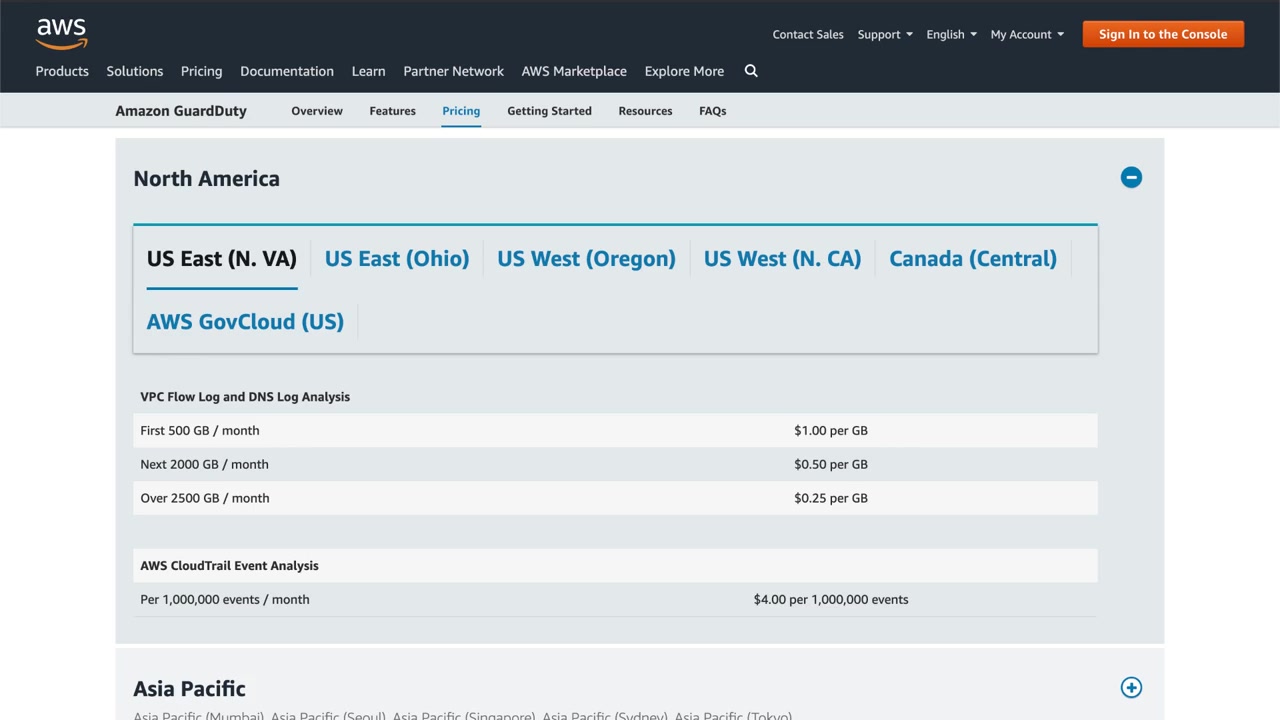 aws
Contact Sales Support English My Account Sign In to the Console
Products Solutions Pricing Documentation Learn Partner Network AWS Marketplace Explore More
Amazon GuardDuty Overview Features Pricing Getting Started Resources FAQs
North America
US East (N. VA) US East (Ohio) US West (Oregon) US West (N. CA) Canada (Central)
AWS GovCloud (US)
VPC Flow Log and DNS Log Analysis
First 500 GB / month $1.00 per GB
Next 2000 GB / month $0.50 per GB
Over 2500 GB / month $0.25 per GB
AWS CloudTrail Event Analysis
Per 1,000,000 events / month $4.00 per 1,000,000 events
Asia Pacific
Asia Pacific (Mumbai), Asia Pacific (Seoul), Asia Pacific (Singapore), Asia Pacific (Sydney), Asia Pacific (Tokyo)